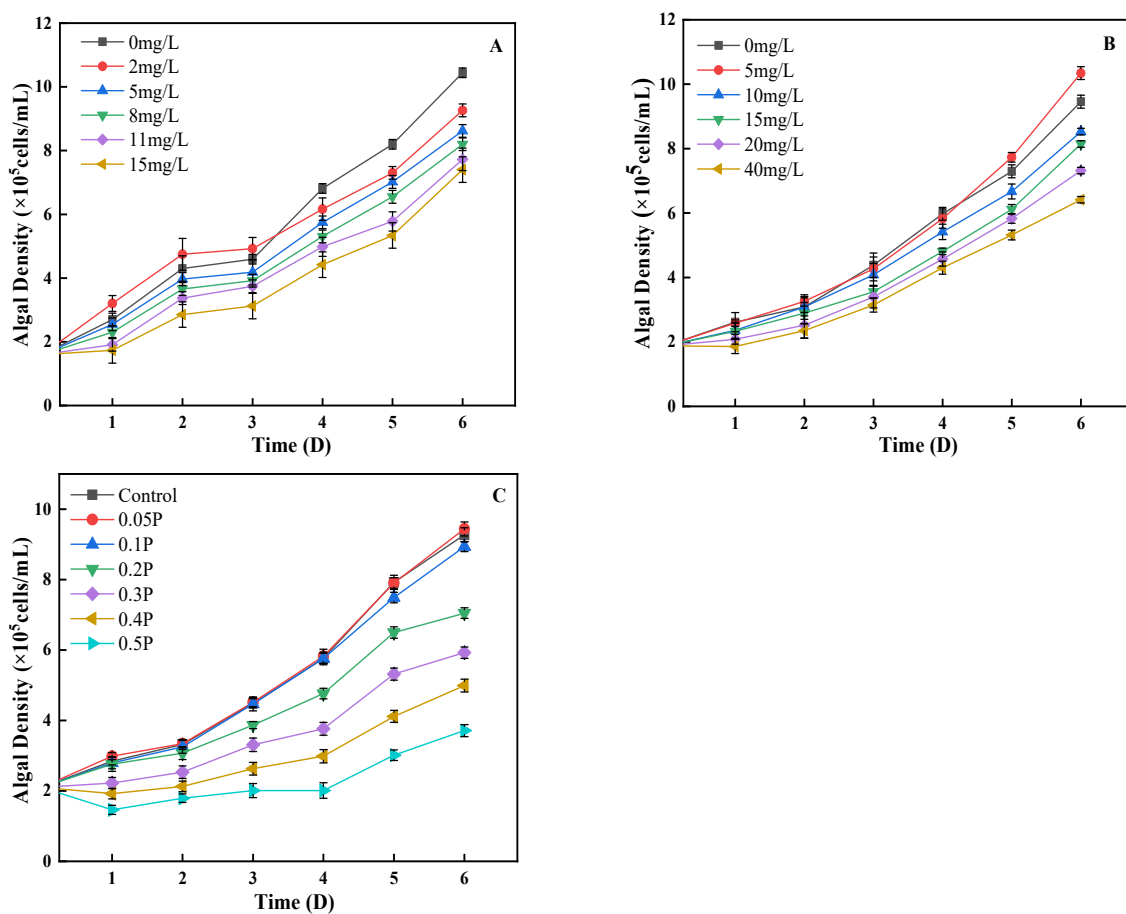 A
0mg/L
2mg/L
5mg/L
8mg/L
11mg/L
15mg/L
Algal Density (×10⁵cells/mL)
12
10
8
6
4
2
0
1 2 3 4 5 6
Time (D)
B
0mg/L
5mg/L
10mg/L
15mg/L
20mg/L
40mg/L
Algal Density (×10⁵cells/mL)
12
10
8
6
4
2
0
1 2 3 4 5 6
Time (D)
C
Control
0.05P
0.1P
0.2P
0.3P
0.4P
0.5P
Algal Density (×10⁵cells/mL)
10
8
6
4
2
0
1 2 3 4 5 6
Time (D)